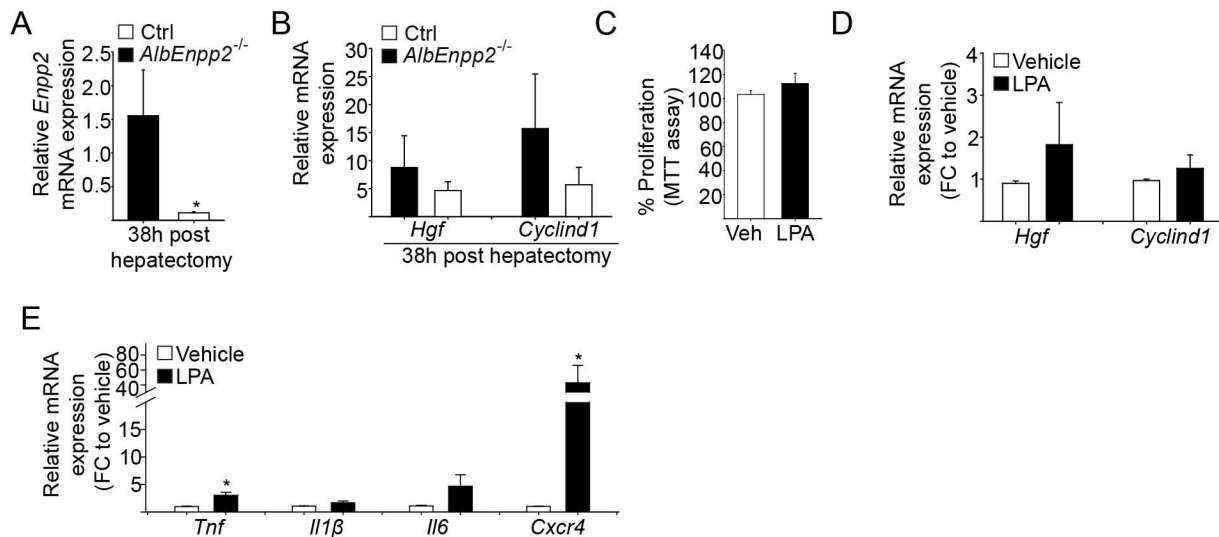 A
Ctrl
AlbEnpp2-/-
Relative Enpp2
mRNA expression
2.5
2.0
1.5
1.0
0.5
*
38h post
hepatectomy
B
Ctrl
AlbEnpp2-/-
Relative mRNA
expression
30
25
20
15
10
5
Hgf Cyclind1
38h post hepatectomy
C
% Proliferation
(MTT assay)
140
120
100
80
60
40
20
Veh LPA
D
Vehicle
LPA
Relative mRNA
expression
(FC to vehicle)
4
2
1
Hgf Cyclind1
E
Vehicle
LPA
Relative mRNA
expression
(FC to vehicle)
80
60
40
15
10
5
*
*
Tnf Il1β Il6 Cxcr4